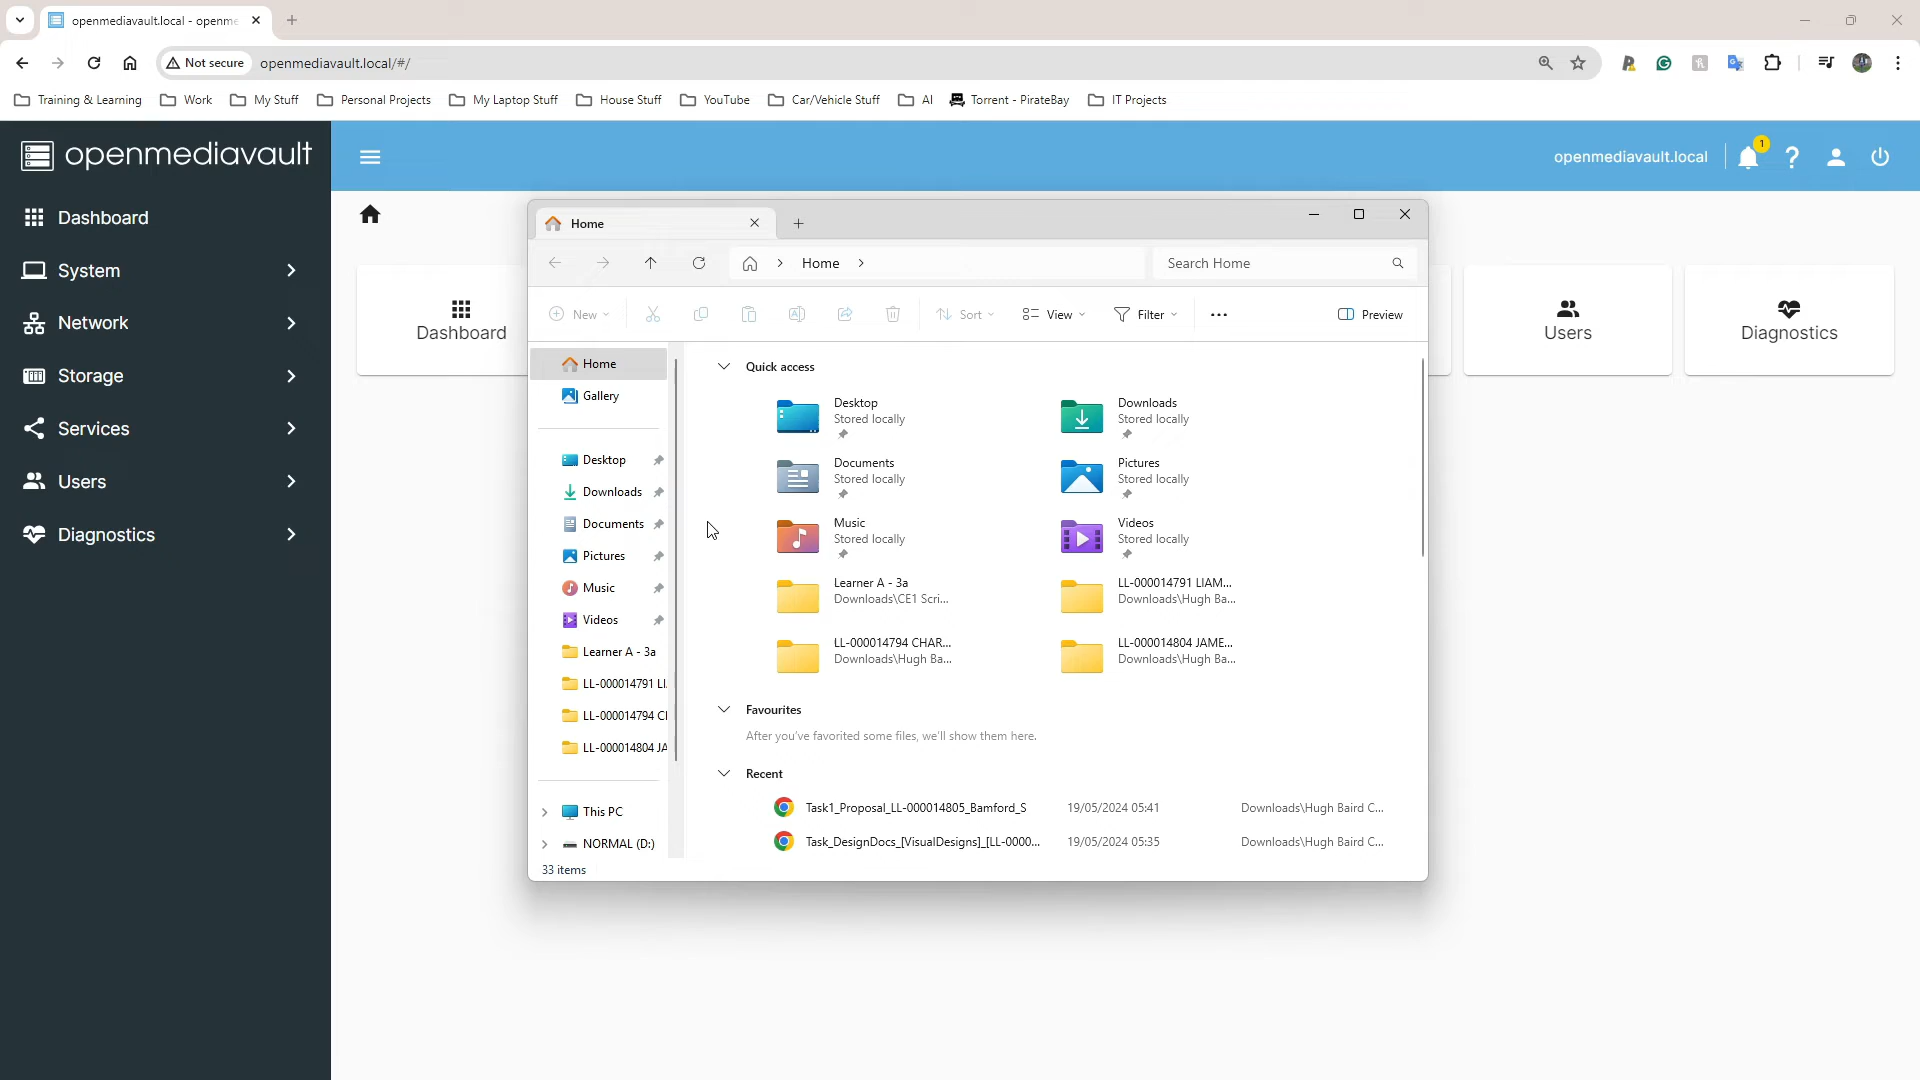 openmediavault.local - openme
Not secure
openmediavault.local/#/
Training & Learning
Work
My Stuff
Personal Projects
My Laptop Stuff
House Stuff
YouTube
Car/Vehicle Stuff
AI
Torrent - PirateBay
IT Projects
openmediavault
openmediavault.local
1
Dashboard
System
Network
Storage
Services
Users
Diagnostics
Dashboard
Users
Diagnostics
Home
Home
Search Home
New
Sort
View
Filter
Preview
Home
Gallery
Desktop
Downloads
Documents
Pictures
Music
Videos
Learner A - 3a
LL-000014791 LI
LL-000014794 CH
LL-000014804 JA
This PC
NORMAL (D:)
Quick access
Desktop
Stored locally
Downloads
Stored locally
Documents
Stored locally
Pictures
Stored locally
Music
Stored locally
Videos
Stored locally
Learner A - 3a
Downloads\CE1 Scri...
LL-000014791 LIAM...
Downloads\Hugh Ba...
LL-000014794 CHAR...
Downloads\Hugh Ba...
LL-000014804 JAME...
Downloads\Hugh Ba...
Favourites
After you've favorited some files, we'll show them here.
Recent
Task1_Proposal_LL-000014805_Bamford_S 19/05/2024 05:41 Downloads\Hugh Baird C...
Task_DesignDocs_[VisualDesigns]_[LL-0000... 19/05/2024 05:35 Downloads\Hugh Baird C...
33 items